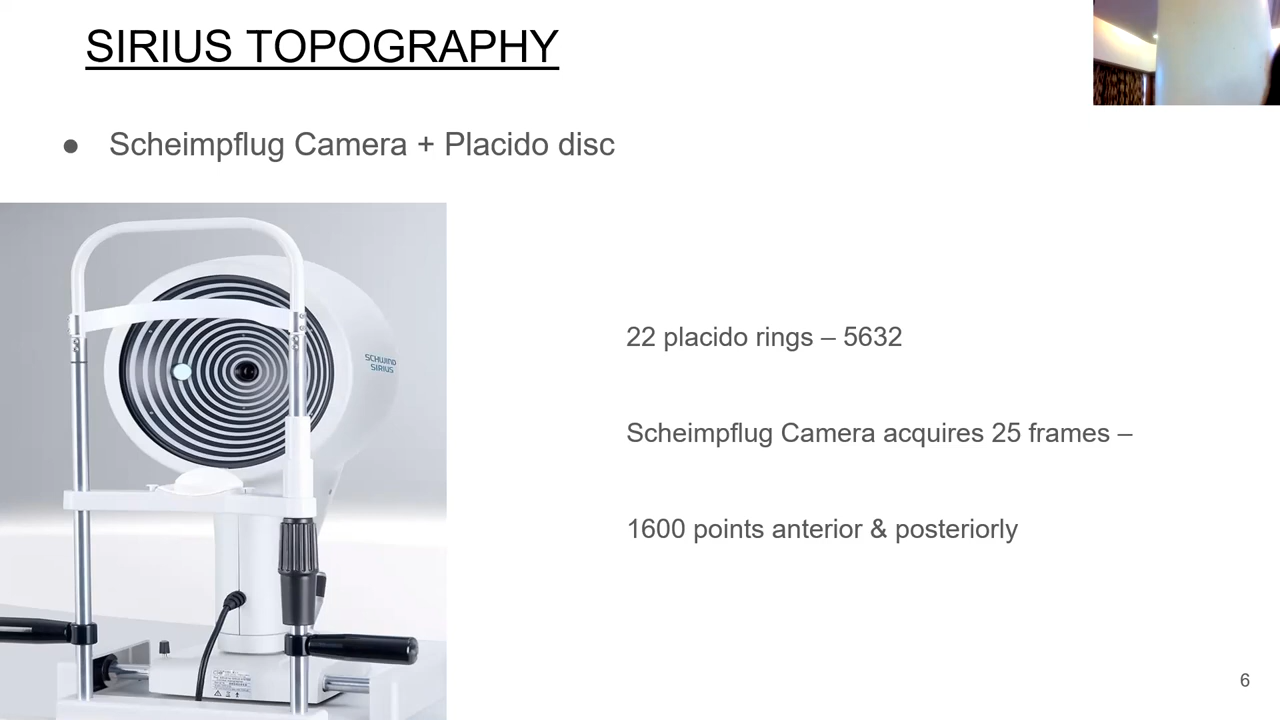 SIRIUS TOPOGRAPHY
● Scheimpflug Camera + Placido disc
22 placido rings – 5632
Scheimpflug Camera acquires 25 frames –
1600 points anterior & posteriorly
SCHWIND
SIRIUS
6